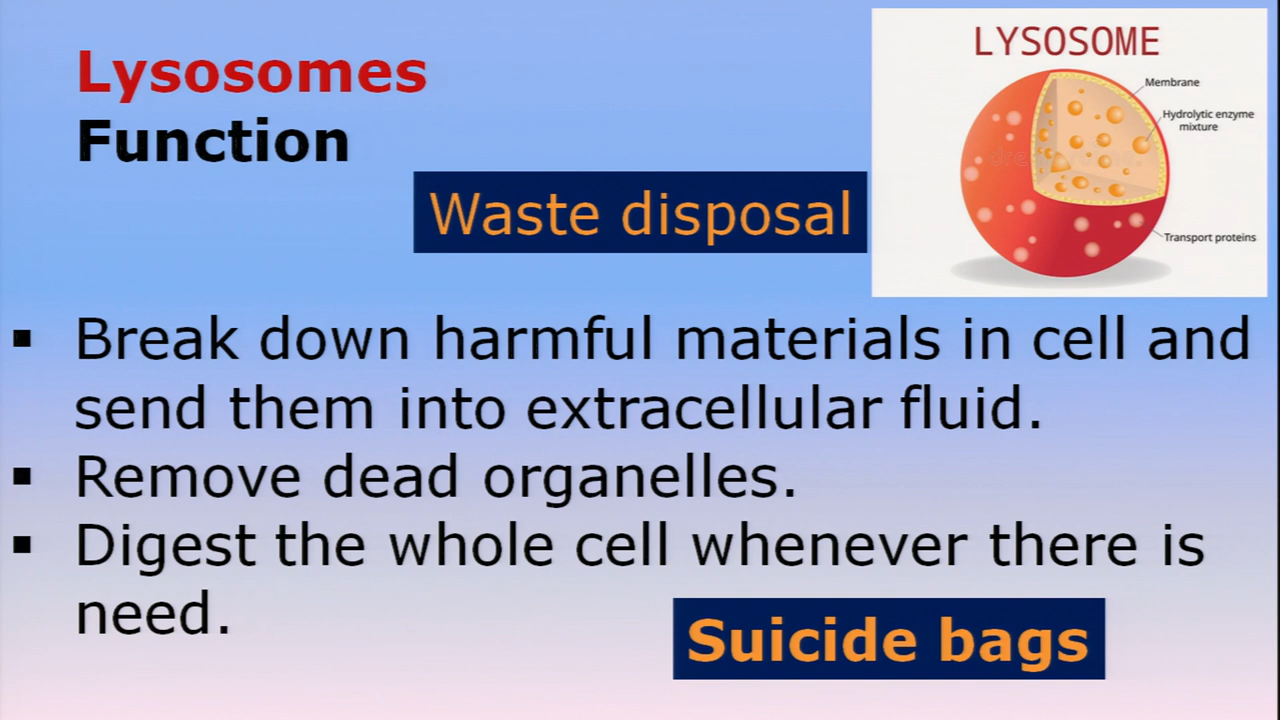 Lysosomes
Function
Waste disposal
LYSOSOME
Membrane
Hydrolytic enzyme
mixture
Transport proteins
▪ Break down harmful materials in cell and
send them into extracellular fluid.
▪ Remove dead organelles.
▪ Digest the whole cell whenever there is
need.
Suicide bags